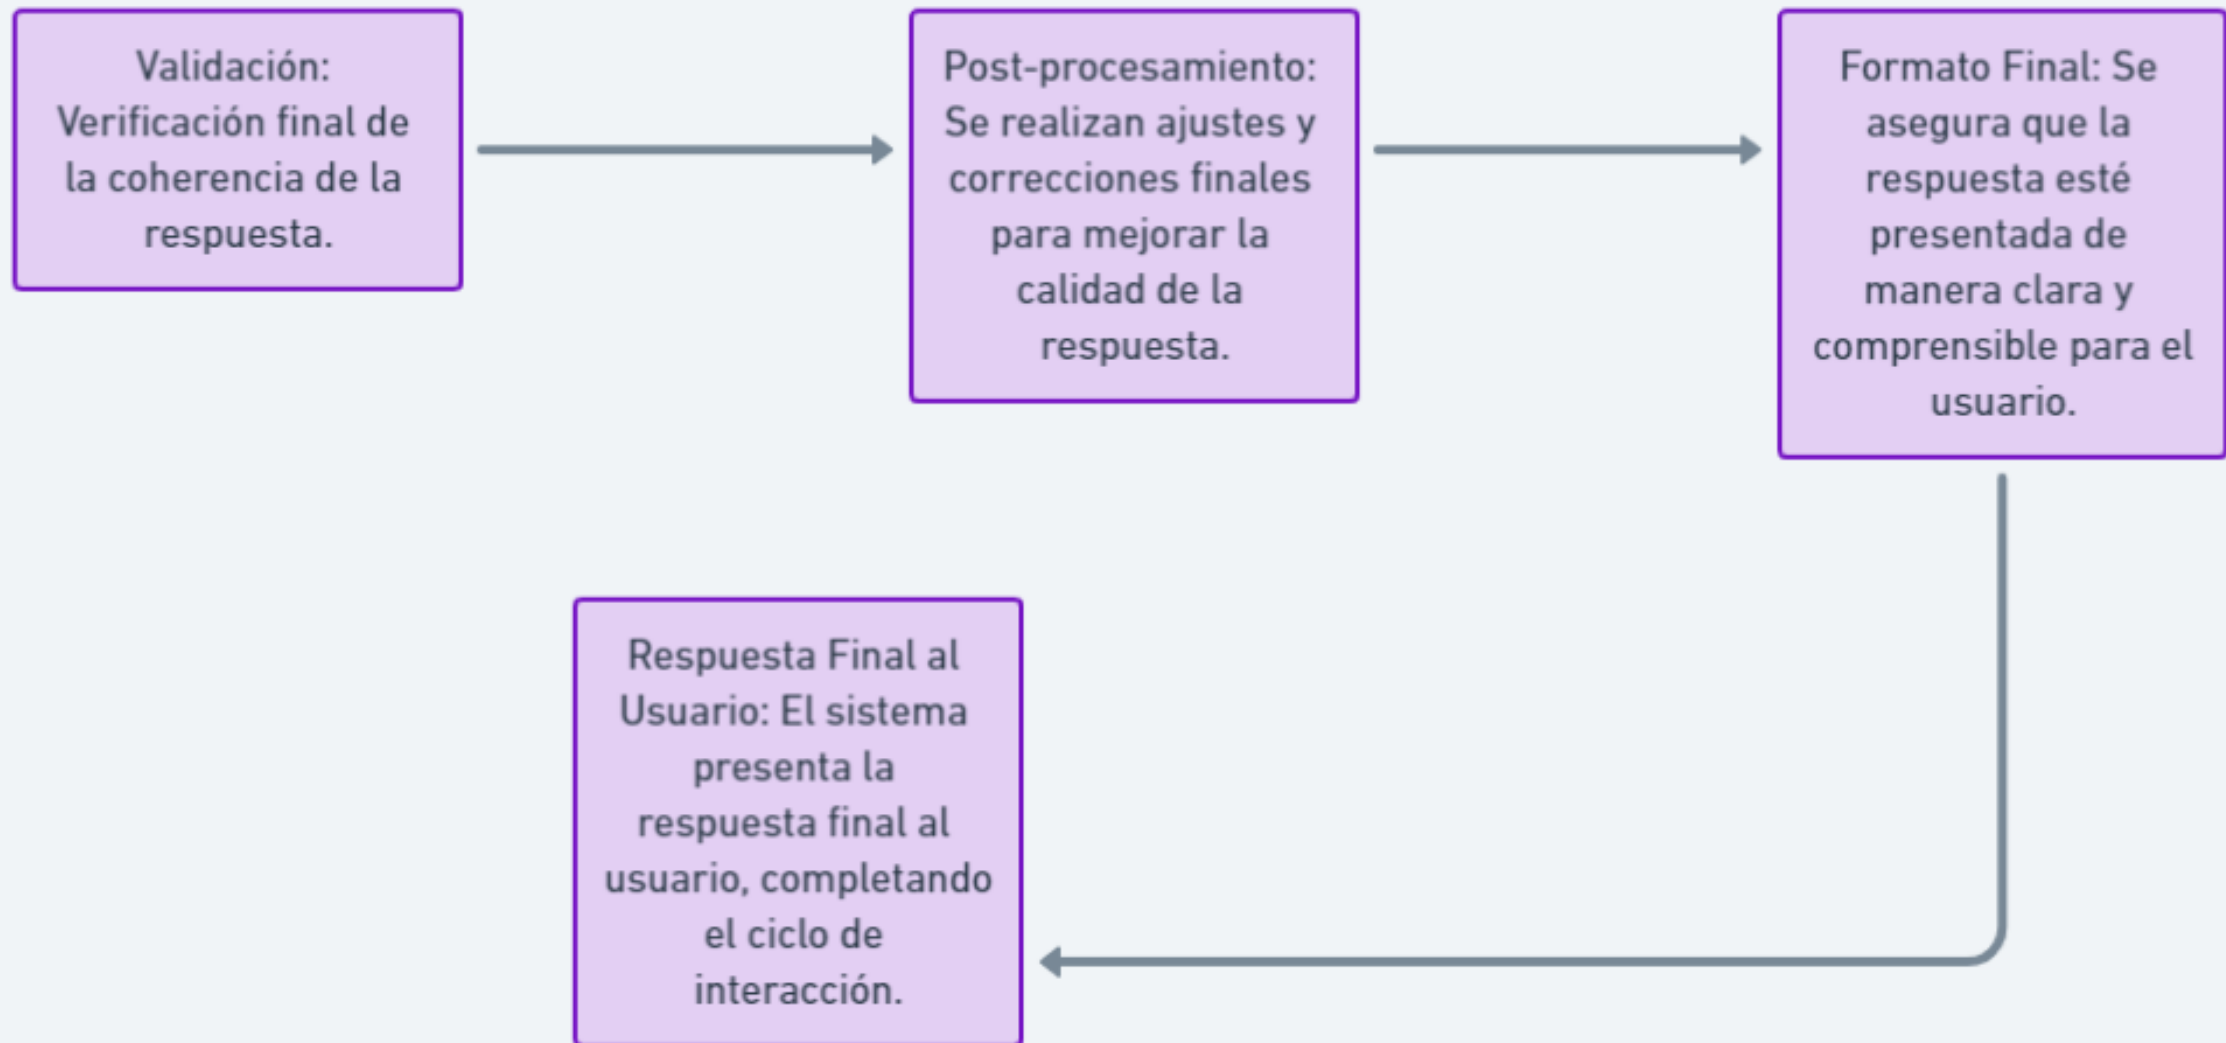 Validación:
Verificación final de
la coherencia de la
respuesta.
Post-procesamiento:
Se realizan ajustes y
correcciones finales
para mejorar la
calidad de la
respuesta.
Formato Final: Se
asegura que la
respuesta esté
presentada de
manera clara y
comprensible para el
usuario.
Respuesta Final al
Usuario: El sistema
presenta la
respuesta final al
usuario, completando
el ciclo de
interacción.